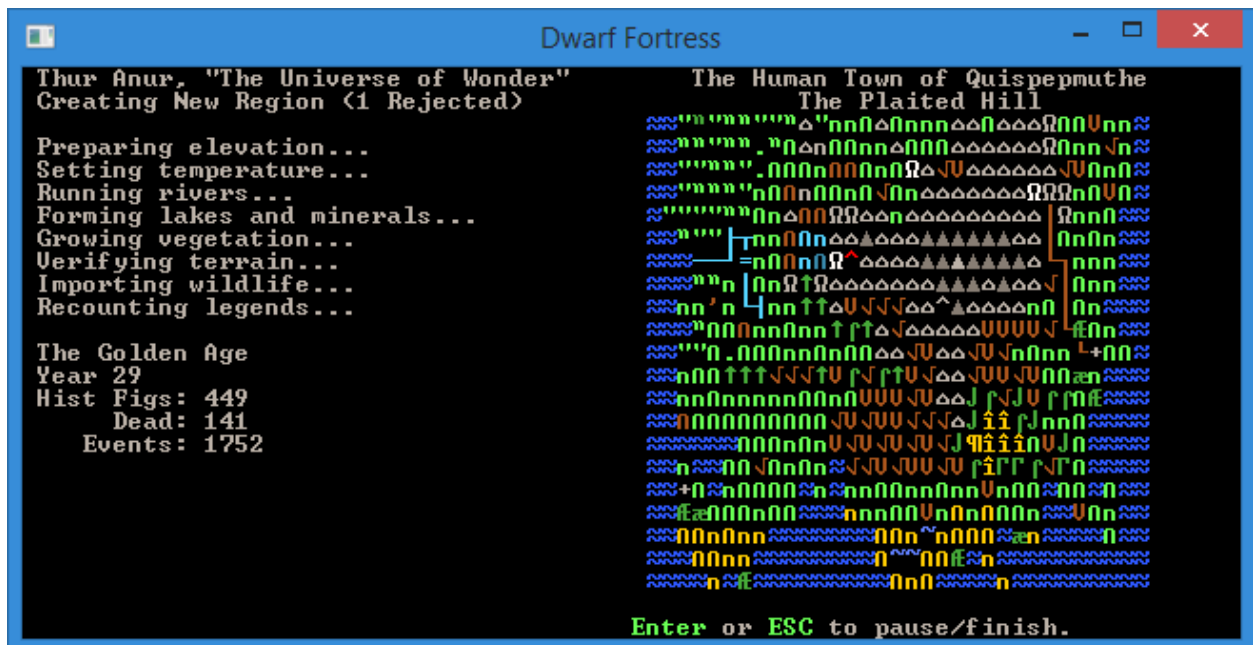 Dwarf Fortress
Thur Anur, "The Universe of Wonder"
Creating New Region (1 Rejected)
Preparing elevation...
Setting temperature...
Running rivers...
Forming lakes and minerals...
Growing vegetation...
Verifying terrain...
Importing wildlife...
Recounting legends...
The Golden Age
Year 29
Hist Figs: 449
Dead: 141
Events: 1752
The Human Town of Quispepmuthe
The Plaited Hill
Enter or ESC to pause/finish.